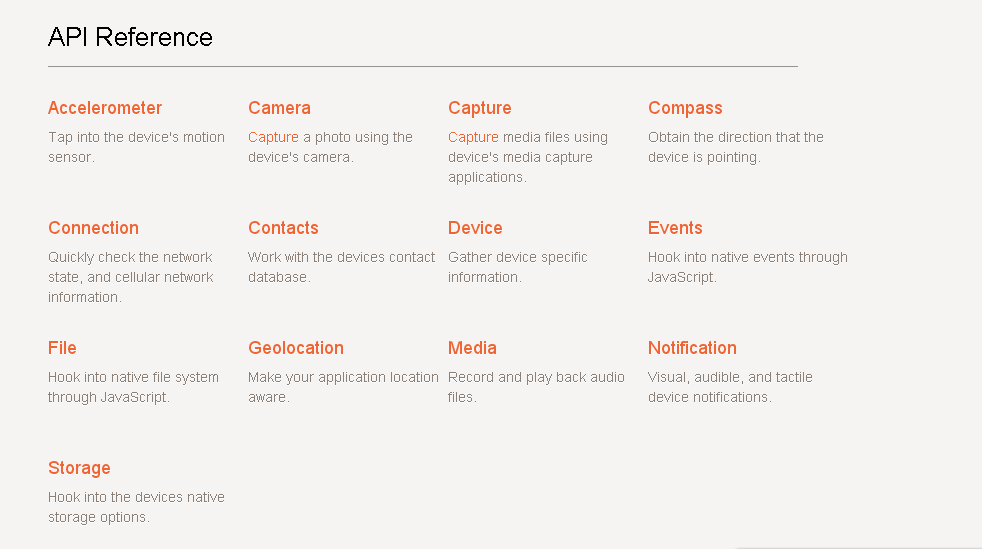 API Reference
Accelerometer
Tap into the device's motion
sensor.
Camera
Capture a photo using the
device's camera.
Capture
Capture media files using
device's media capture
applications.
Compass
Obtain the direction that the
device is pointing.
Connection
Quickly check the network
state, and cellular network
information.
Contacts
Work with the devices contact
database.
Device
Gather device specific
information.
Events
Hook into native events through
JavaScript.
File
Hook into native file system
through JavaScript.
Geolocation
Make your application location
aware.
Media
Record and play back audio
files.
Notification
Visual, audible, and tactile
device notifications.
Storage
Hook into the devices native
storage options.